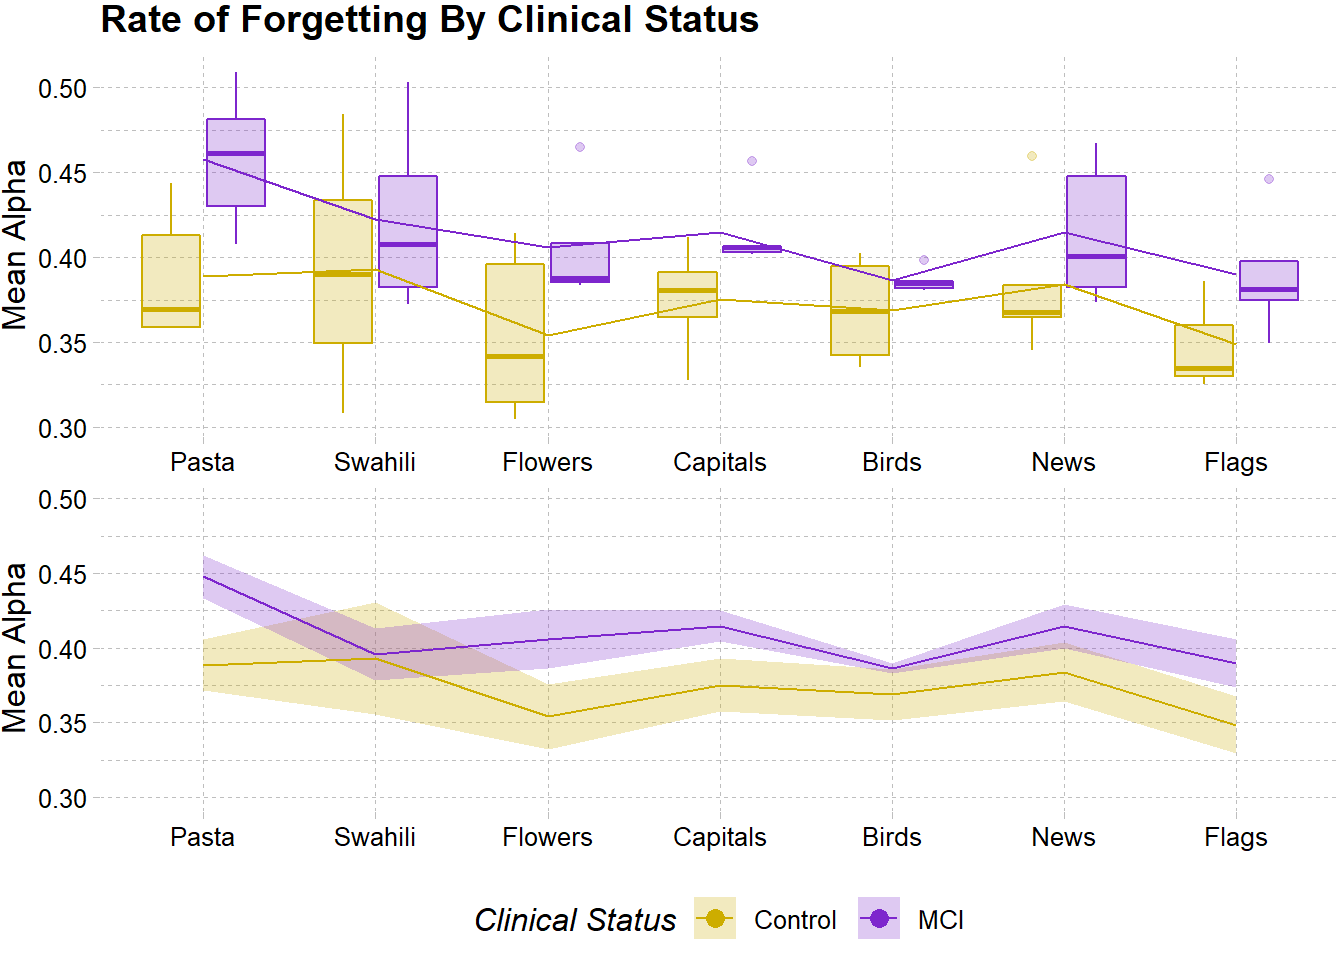 Rate of Forgetting By Clinical Status
Mean Alpha
0.50
0.45
0.40
0.35
0.30
Pasta Swahili Flowers Capitals Birds News Flags
Mean Alpha
0.50
0.45
0.40
0.35
0.30
Pasta Swahili Flowers Capitals Birds News Flags
Clinical Status Control MCI